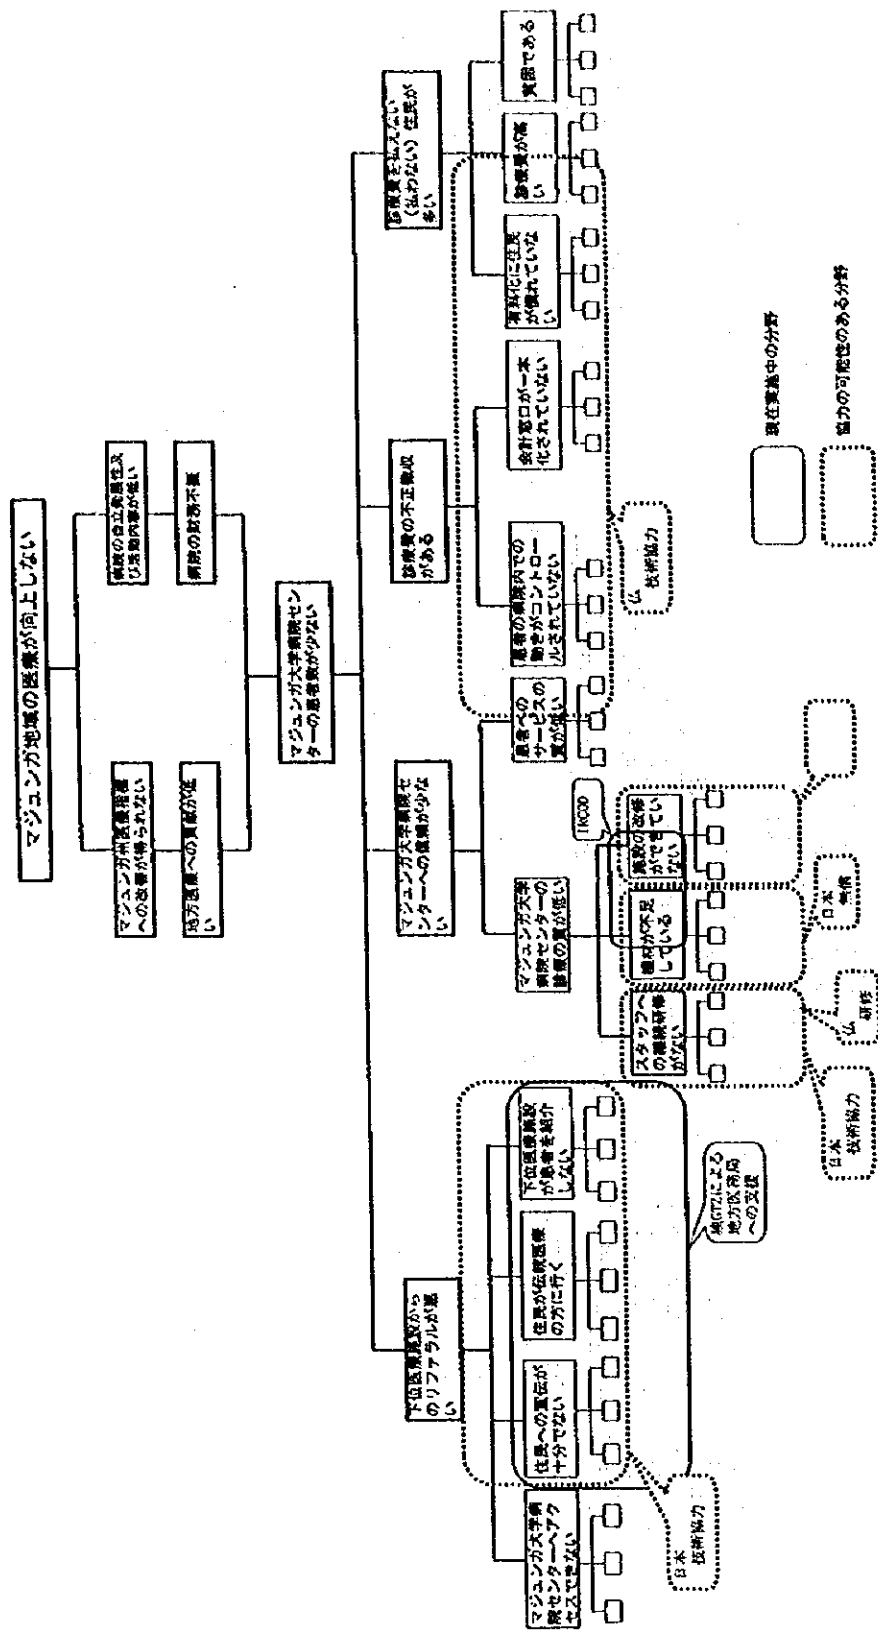 マジュンガ地域の医療が向上しない
マジュンガ州医療指標
への改善が得られない
病院の自立発展性及
び活動内容が低い
地方医療への貢献が低
い
病院の財務不振
マジュンガ大学病院セン
ターの患者数が少ない
下位医療施設から
のリファラルが悪
い
マジュンガ大学病院セ
ンターへの信頼が少な
い
診療費の不正徴収
がある
診療費を払えない
(払わない)住民が
多い
マジュンガ大学病
院センターへアク
セスできない
住民への宣伝が
十分でない
住民が伝統医療
の方に行く
下位医療施設
が患者を紹介
しない
マジュンガ大学
病院センターの
診療の質が低い
患者への
サービスの
質が低い
患者の病院内での
動きがコントロー
ルされていない
会計窓口が一本
化されていない
有料化に住民
が慣れていな
い
診療費が高
い
貧困である
スタッフへ
の継続研修
がない
機材が不足
している
施設の改修
ができてい
ない
IRCOD
日本
技術協力
独GTZによる
地方医務局
への支援
日本
技術協力
仏
研修
日本
無償
仏
技術協力
現在実施中の分野
協力の可能性のある分野